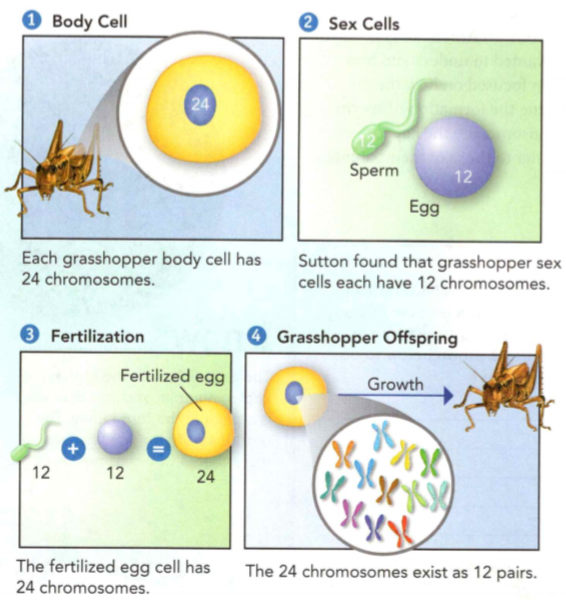 1 Body Cell
24
Each grasshopper body cell has
24 chromosomes.
2 Sex Cells
12
Sperm
12
Egg
Sutton found that grasshopper sex
cells each have 12 chromosomes.
3 Fertilization
Fertilized egg
+ =
12 12 24
The fertilized egg cell has
24 chromosomes.
4 Grasshopper Offspring
Growth
The 24 chromosomes exist as 12 pairs.